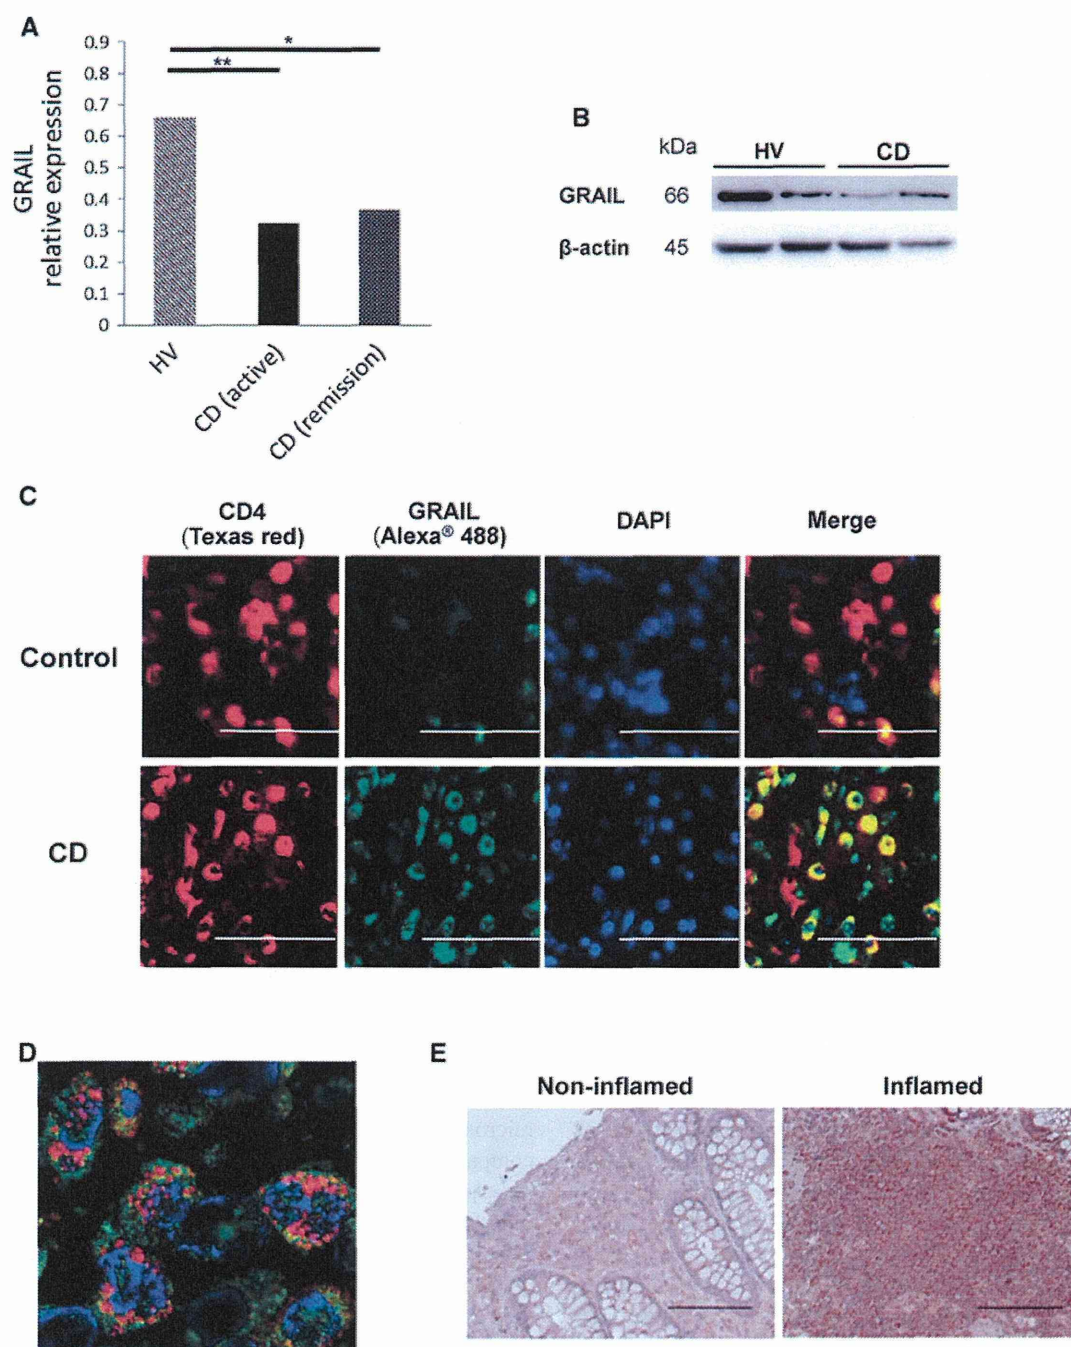 A
GRAIL
relative expression
0.9
0.8
0.7
0.6
0.5
0.4
0.3
0.2
0.1
0
*
**
HV
CD (active)
CD (remission)
B
kDa
HV
CD
GRAIL
66
β-actin
45
C
CD4
(Texas red)
GRAIL
(Alexa® 488)
DAPI
Merge
Control
CD
D
E
Non-inflamed
Inflamed